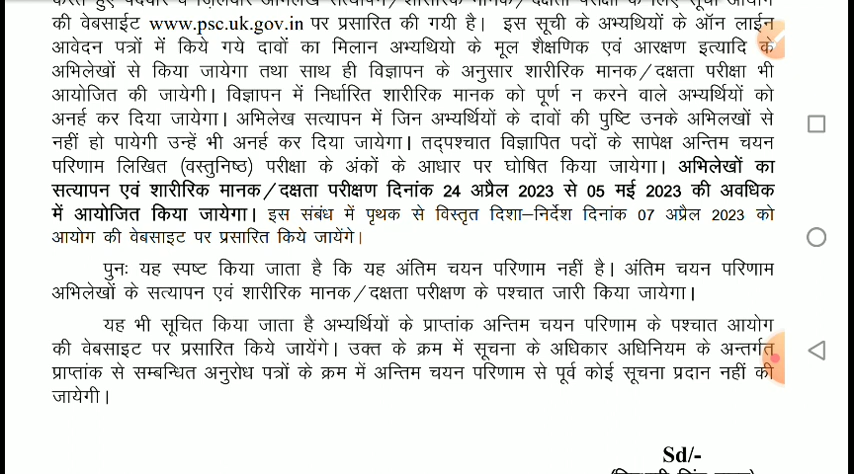 की वेबसाईट www.psc.uk.gov.in पर प्रसारित की गयी है। इस सूची के अभ्यथियों के ऑन लाईन
आवेदन पत्रों में किये गये दावों का मिलान अभ्यथियो के मूल शैक्षणिक एवं आरक्षण इत्यादि के
अभिलेखों से किया जायेगा तथा साथ ही विज्ञापन के अनुसार शारीरिक मानक/दक्षता परीक्षा भी
आयोजित की जायेगी। विज्ञापन में निर्धारित शारीरिक मानक को पूर्ण न करने वाले अभ्यर्थियों को
अनर्ह कर दिया जायेगा। अभिलेख सत्यापन में जिन अभ्यर्थियों के दावों की पुष्टि उनके अभिलखों से
नहीं हो पायेगी उन्हें भी अनर्ह कर दिया जायेगा। तद्पश्चात विज्ञापित पदों के सापेक्ष अन्तिम चयन
परिणाम लिखित (वस्तुनिष्ठ) परीक्षा के अंकों के आधार पर घोषित किया जायेगा। अभिलेखों का
सत्यापन एवं शारीरिक मानक/दक्षता परीक्षण दिनांक 24 अप्रैल 2023 से 05 मई 2023 की अवधिक
में आयोजित किया जायेगा। इस संबंध में पृथक से विस्तृत दिशा–निर्देश दिनांक 07 अप्रैल 2023 को
आयोग की वेबसाइट पर प्रसारित किये जायेंगे।
पुनः यह स्पष्ट किया जाता है कि यह अंतिम चयन परिणाम नहीं है। अंतिम चयन परिणाम
अभिलेखों के सत्यापन एवं शारीरिक मानक/दक्षता परीक्षण के पश्चात जारी किया जायेगा।
यह भी सूचित किया जाता है अभ्यर्थियों के प्राप्तांक अन्तिम चयन परिणाम के पश्चात आयोग
की वेबसाइट पर प्रसारित किये जायेंगे। उक्त के क्रम में सूचना के अधिकार अधिनियम के अन्तर्गत
प्राप्तांक से सम्बन्धित अनुरोध पत्रों के क्रम में अन्तिम चयन परिणाम से पूर्व कोई सूचना प्रदान नहीं की
जायेगी।
Sd/-